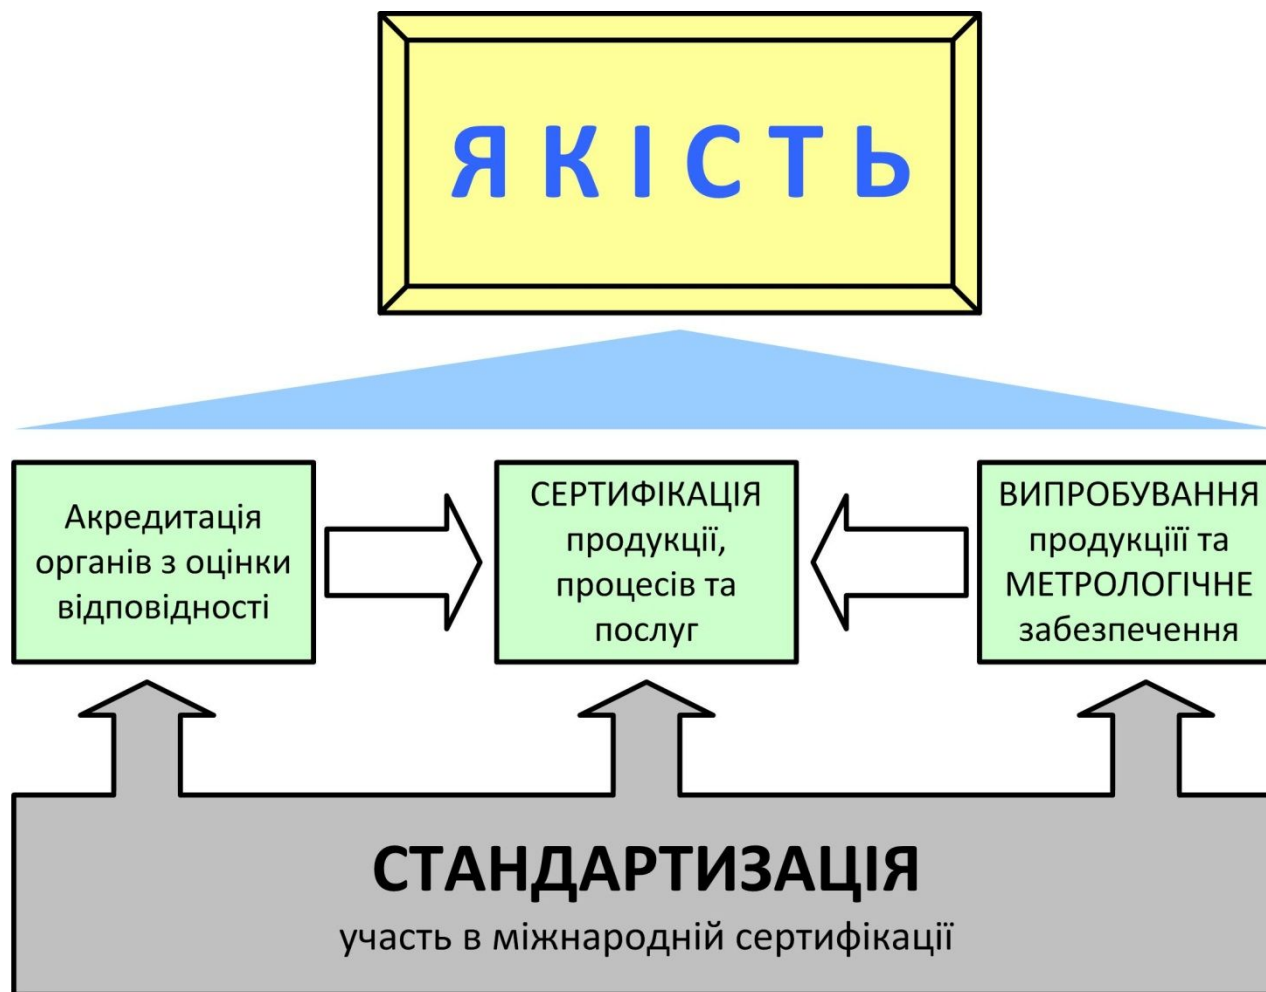 ЯКІСТЬ
Акредитація
органів з оцінки
відповідності
СЕРТИФІКАЦІЯ
продукції,
процесів та
послуг
ВИПРОБУВАННЯ
продукціїї та
МЕТРОЛОГІЧНЕ
забезпечення
СТАНДАРТИЗАЦІЯ
участь в міжнародній сертифікації